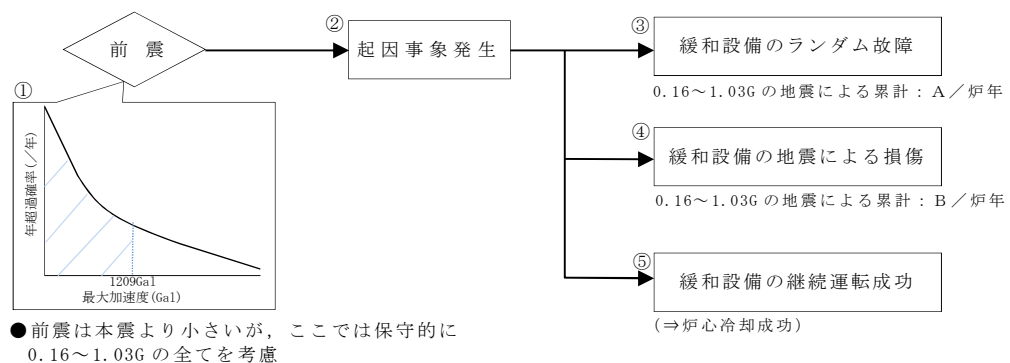 前 震
②
起因事象発生
③
緩和設備のランダム故障
0.16～1.03Gの地震による累計：A／炉年
①
年超過確率(／年)
1209Gal
最大加速度(Gal)
④
緩和設備の地震による損傷
0.16～1.03Gの地震による累計：B／炉年
⑤
緩和設備の継続運転成功
(⇒炉心冷却成功)
●前震は本震より小さいが，ここでは保守的に
0.16～1.03Gの全てを考慮